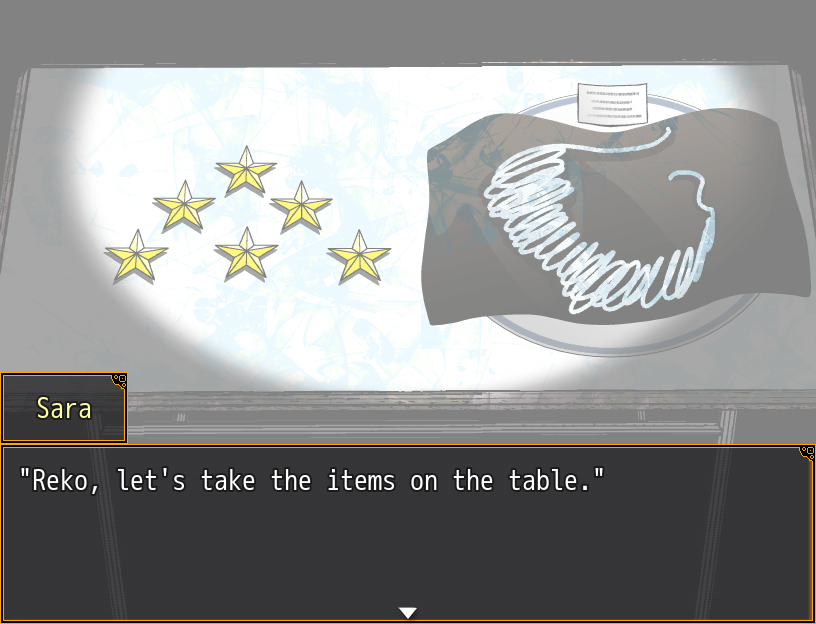 Sara
"Reko, let's take the items on the table."